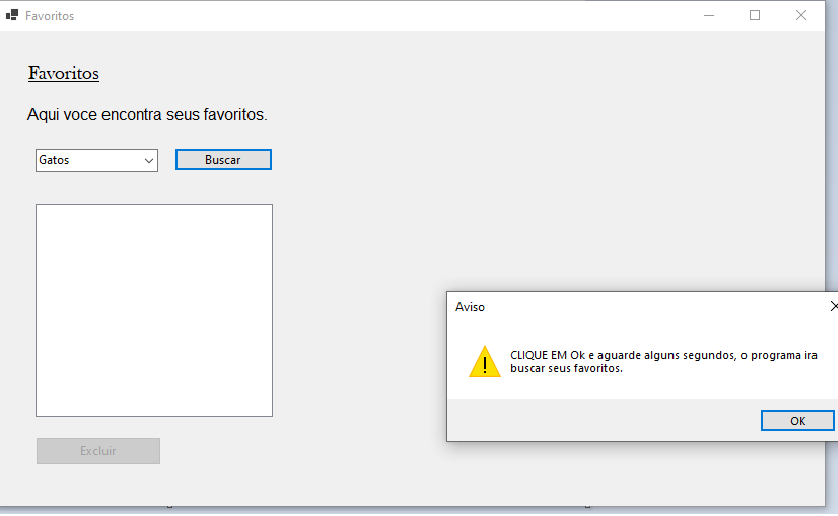 Favoritos
Favoritos
Aqui voce encontra seus favoritos.
Gatos
Buscar
Aviso
CLIQUE EM Ok e aguarde alguns segundos, o programa ira
buscar seus favoritos.
OK
Excluir